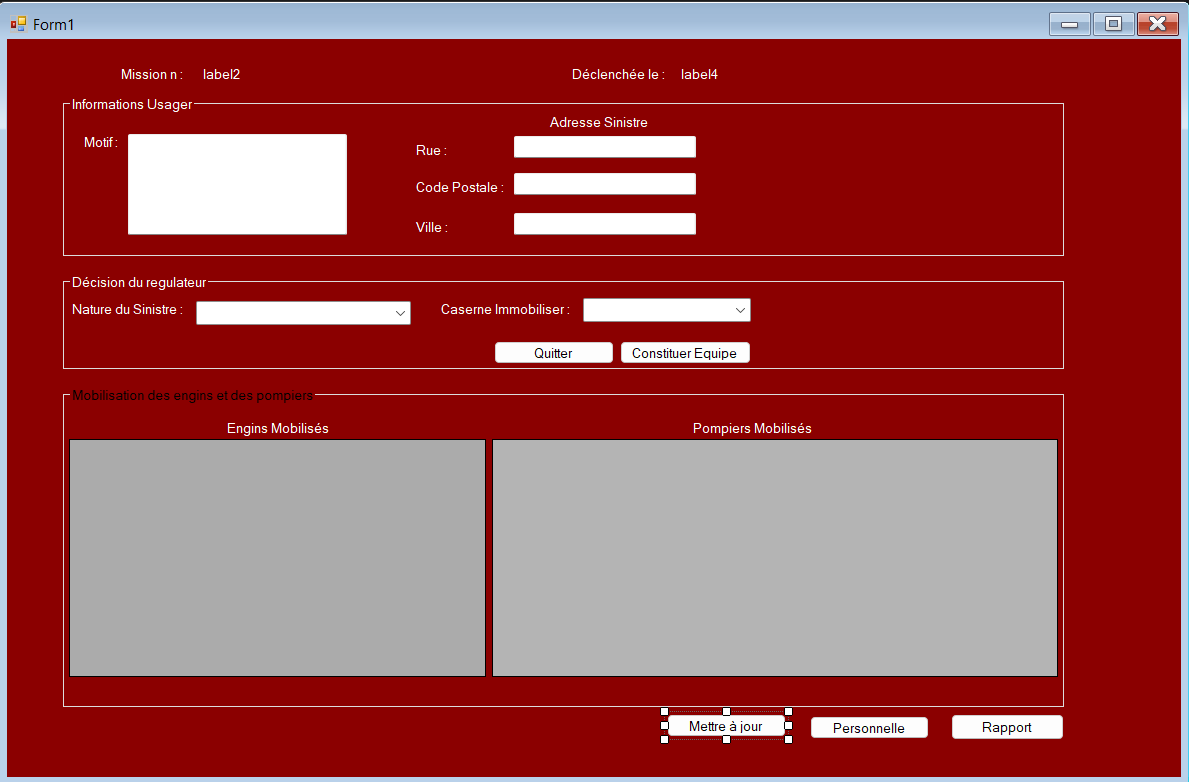 Form1
Mission n : label2 Déclenchée le : label4
Informations Usager
Adresse Sinistre
Motif :
Rue :
Code Postale :
Ville :
Décision du regulateur
Nature du Sinistre : Caserne Immobiliser :
Quitter Constituer Equipe
Mobilisation des engins et des pompiers
Engins Mobilisés Pompiers Mobilisés
Mettre à jour Personnelle Rapport